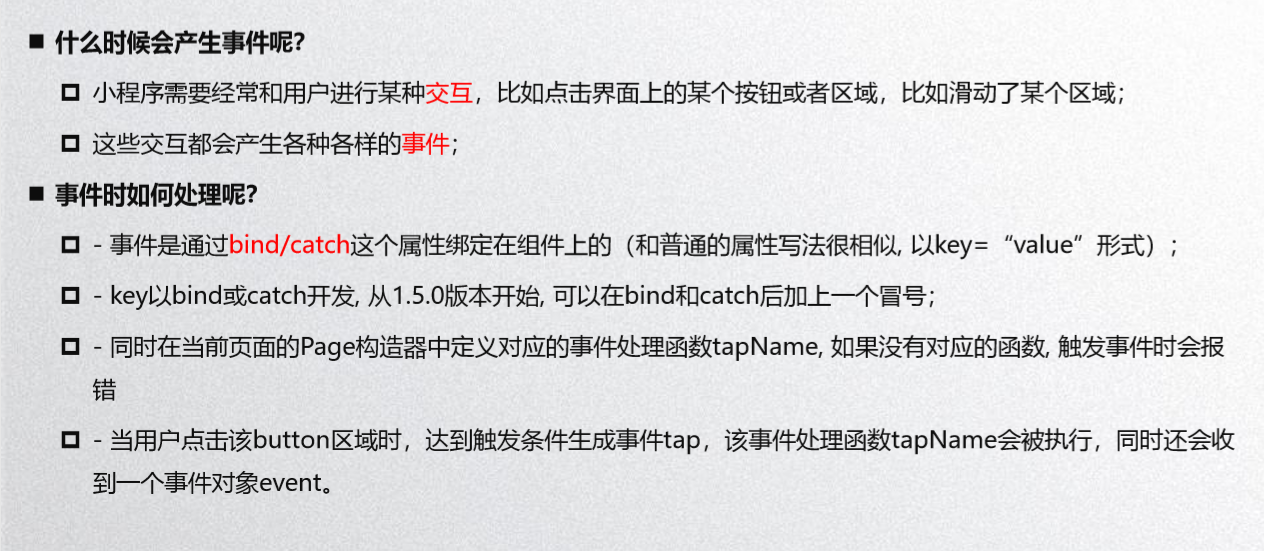 什么时候会产生事件呢？
小程序需要经常和用户进行某种交互，比如点击界面上的某个按钮或者区域，比如滑动了某个区域；
这些交互都会产生各种各样的事件；
事件时如何处理呢？
- 事件是通过bind/catch这个属性绑定在组件上的（和普通的属性写法很相似, 以key=“value”形式）；
- key以bind或catch开发, 从1.5.0版本开始, 可以在bind和catch后加上一个冒号；
- 同时在当前页面的Page构造器中定义对应的事件处理函数tapName, 如果没有对应的函数, 触发事件时会报
错
- 当用户点击该button区域时，达到触发条件生成事件tap，该事件处理函数tapName会被执行，同时还会收
到一个事件对象event。